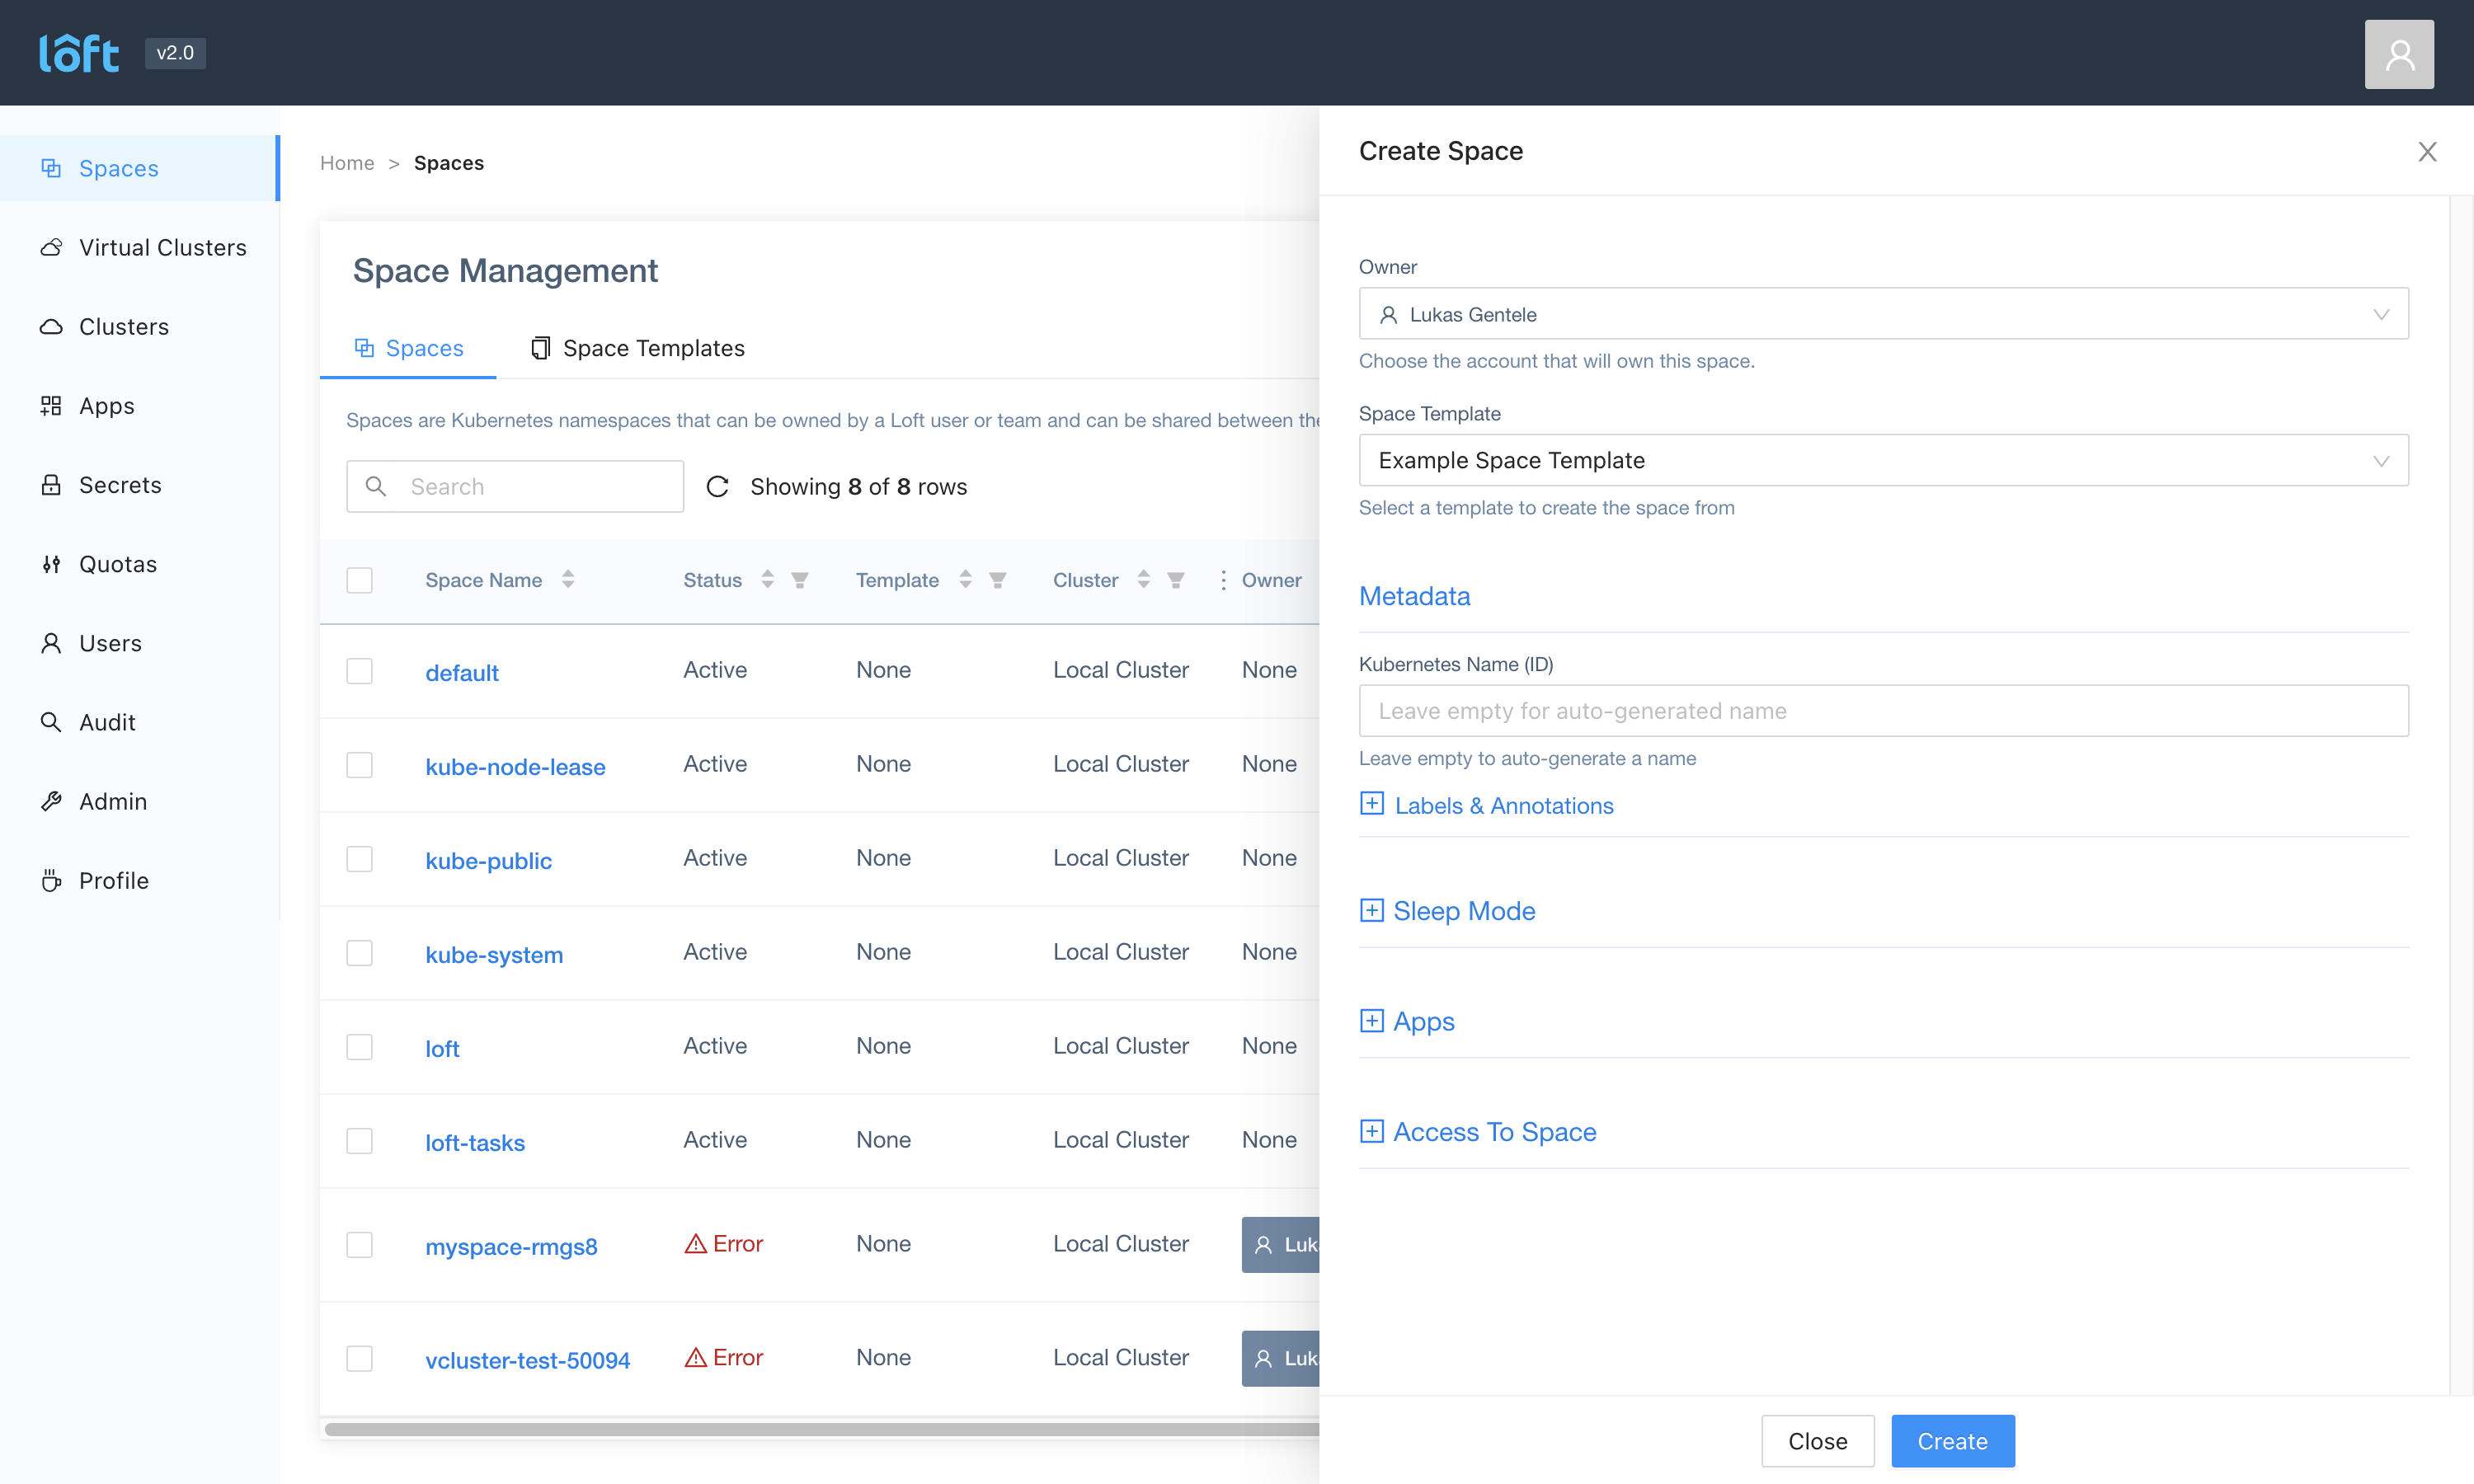 lôft
v2.0
Spaces
Virtual Clusters
Clusters
Apps
Secrets
Quotas
Users
Audit
Admin
Profile
Home > Spaces
Space Management
Spaces
Space Templates
Spaces are Kubernetes namespaces that can be owned by a Loft user or team and can be shared between
Search
Showing 8 of 8 rows
Space Name Status Template Cluster Owner
default Active None Local Cluster None
kube-node-lease Active None Local Cluster None
kube-public Active None Local Cluster None
kube-system Active None Local Cluster None
loft Active None Local Cluster None
loft-tasks Active None Local Cluster None
myspace-rmgs8 Error None Local Cluster
vcluster-test-50094 Error None Local Cluster
Create Space
Owner
Lukas Gentele
Choose the account that will own this space.
Space Template
Example Space Template
Select a template to create the space from
Metadata
Kubernetes Name (ID)
Leave empty for auto-generated name
Leave empty to auto-generate a name
Labels & Annotations
Sleep Mode
Apps
Access To Space
Close
Create